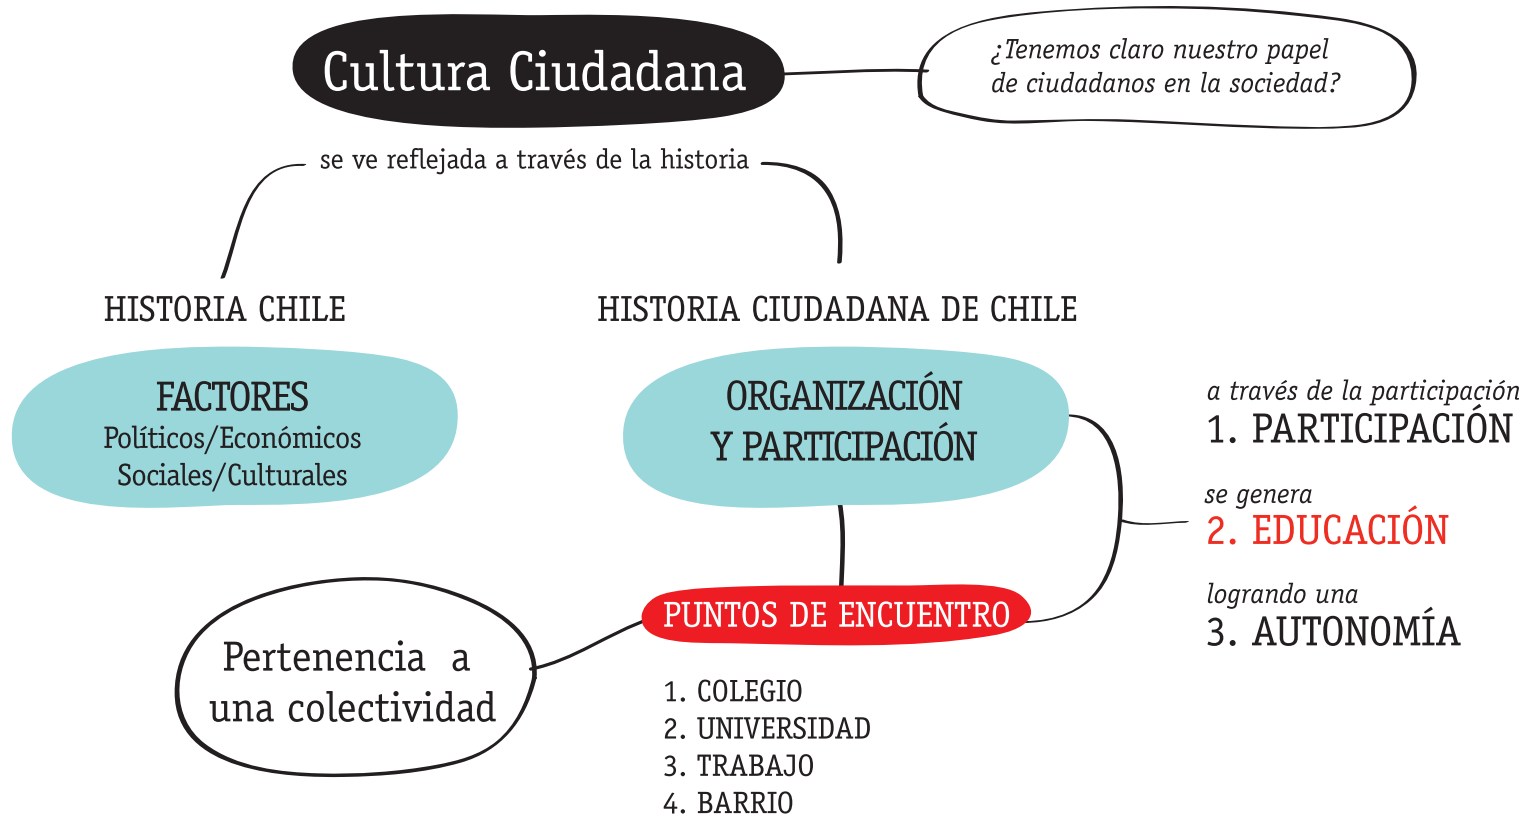 Cultura Ciudadana
¿Tenemos claro nuestro papel
de ciudadanos en la sociedad?
se ve reflejada a través de la historia
HISTORIA CHILE
HISTORIA CIUDADANA DE CHILE
FACTORES
Políticos/Económicos
Sociales/Culturales
ORGANIZACIÓN
Y PARTICIPACIÓN
a través de la participación
1. PARTICIPACIÓN
se genera
2. EDUCACIÓN
logrando una
3. AUTONOMÍA
PUNTOS DE ENCUENTRO
Pertenencia a
una colectividad
1. COLEGIO
2. UNIVERSIDAD
3. TRABAJO
4. BARRIO